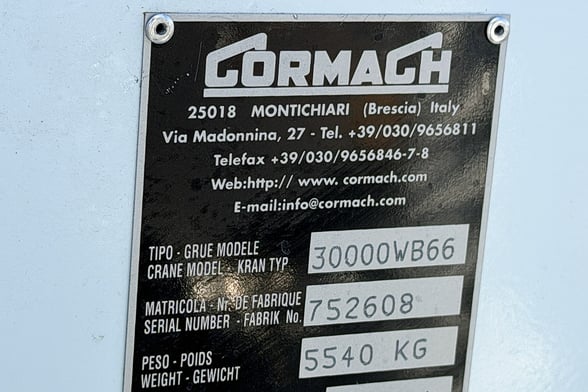 CORMACH
25018 MONTICHIARI (Brescia) Italy
Via Madonnina, 27 - Tel. +39/030/9656811
Telefax +39/030/9656846-7-8
Web:http:// www. cormach.com
E-mail:info@cormach.com
TIPO - GRUE MODELE
CRANE MODEL - KRAN TYP 30000WB66
MATRICOLA - Nr. DE FABRIQUE
SERIAL NUMBER - FABRIK No. 752608
PESO - POIDS
WEIGHT - GEWICHT 5540 KG